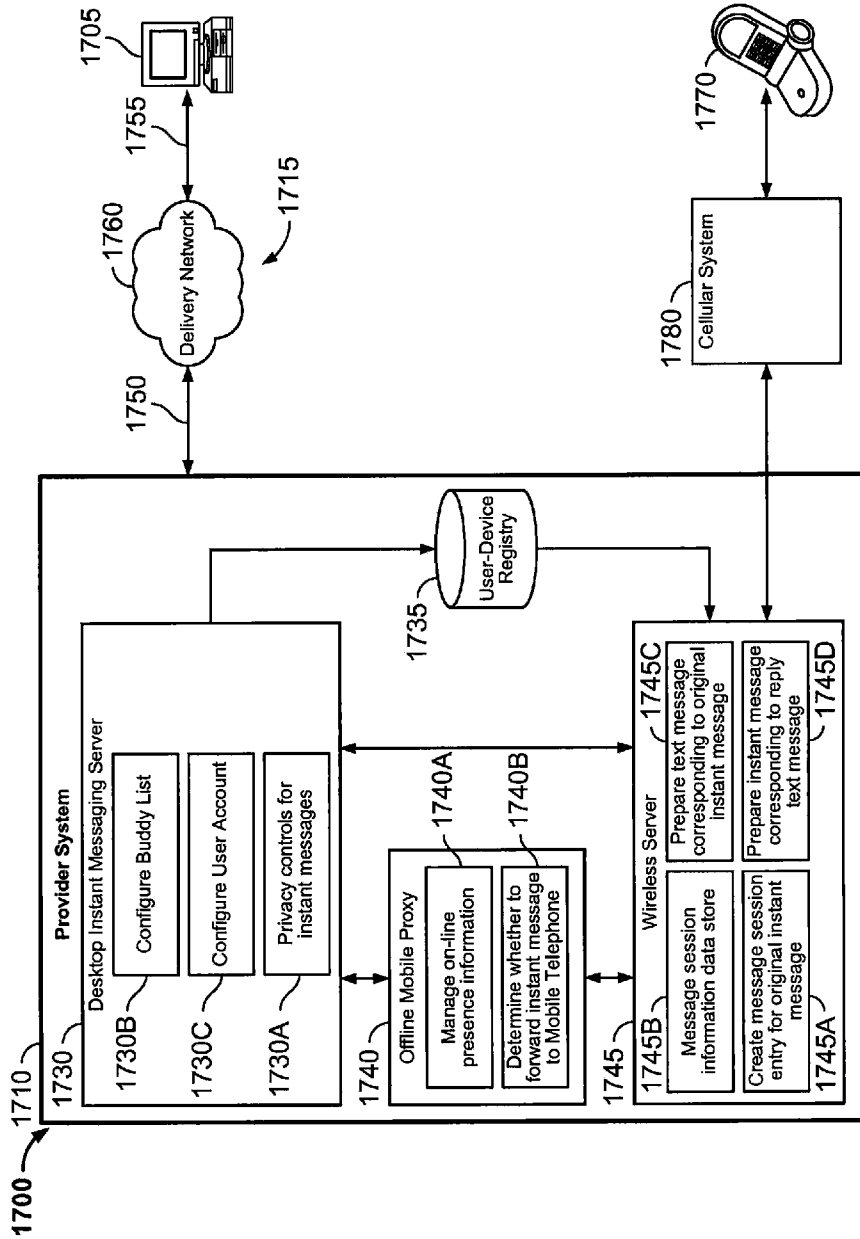 1700
1710
Provider System
1730
Desktop Instant Messaging Server
1730B
Configure Buddy List
1730C
Configure User Account
1730A
Privacy controls for
instant messages
1735
User-Device
Registry
1740
Offline Mobile Proxy
1740A
Manage on-line
presence information
1740B
Determine whether to
forward instant message
to Mobile Telephone
1745
Wireless Server
1745B
Message session
information data store
1745C
Prepare text message
corresponding to original
instant message
1745A
Create message session
entry for original instant
message
1745D
Prepare instant message
corresponding to reply
text message
1750
1760
Delivery Network
1715
1755
1705
1780
Cellular System
1770